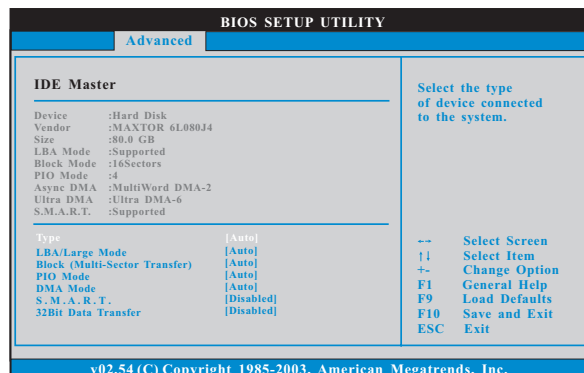 BIOS SETUP UTILITY
Advanced
IDE Master
Device :Hard Disk
Vendor :MAXTOR 6L080J4
Size :80.0 GB
LBA Mode :Supported
Block Mode :16Sectors
PIO Mode :4
Async DMA :MultiWord DMA-2
Ultra DMA :Ultra DMA-6
S.M.A.R.T. :Supported
Type [Auto]
LBA/Large Mode [Auto]
Block (Multi-Sector Transfer) [Auto]
PIO Mode [Auto]
DMA Mode [Auto]
S.M.A.R.T. [Disabled]
32Bit Data Transfer [Disabled]
Select the type
of device connected
to the system.
←→ Select Screen
↑↓ Select Item
+- Change Option
F1 General Help
F9 Load Defaults
F10 Save and Exit
ESC Exit
v02.54 (C) Copyright 1985-2003, American Megatrends, Inc.